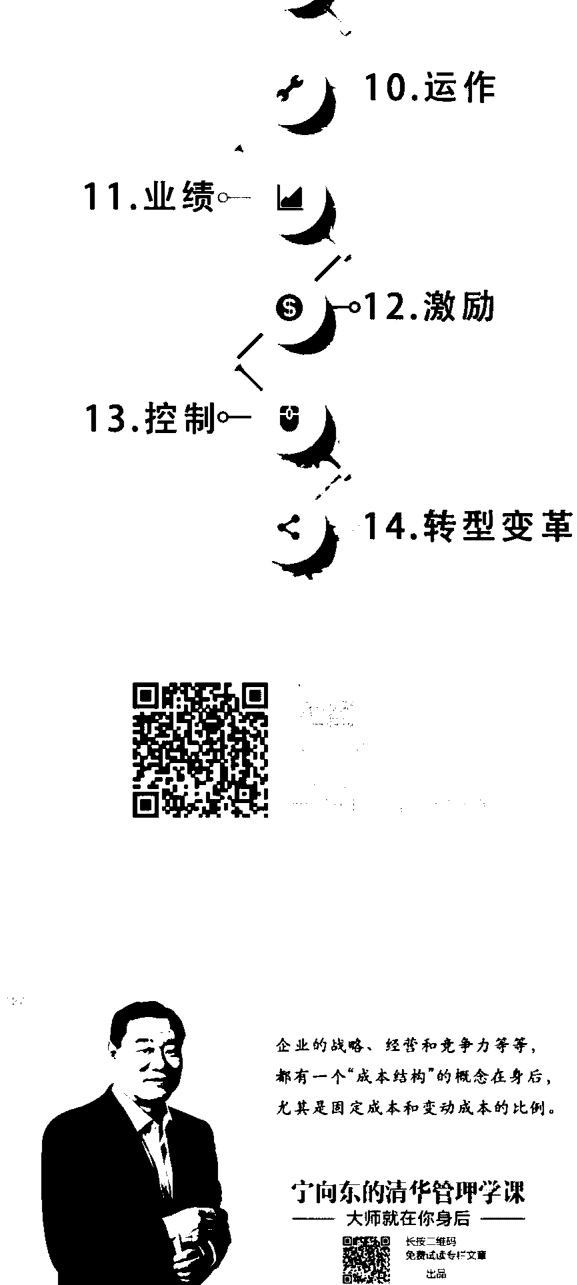 10.运作
11.业绩
12.激励
13.控制
14.转型变革
企业的战略、经营和竞争力等等，
都有一个“成本结构”的概念在身后，
尤其是固定成本和变动成本的比例。
宁向东的清华管理学课
大师就在你身后
长按二维码
免费试读专栏文章
出品